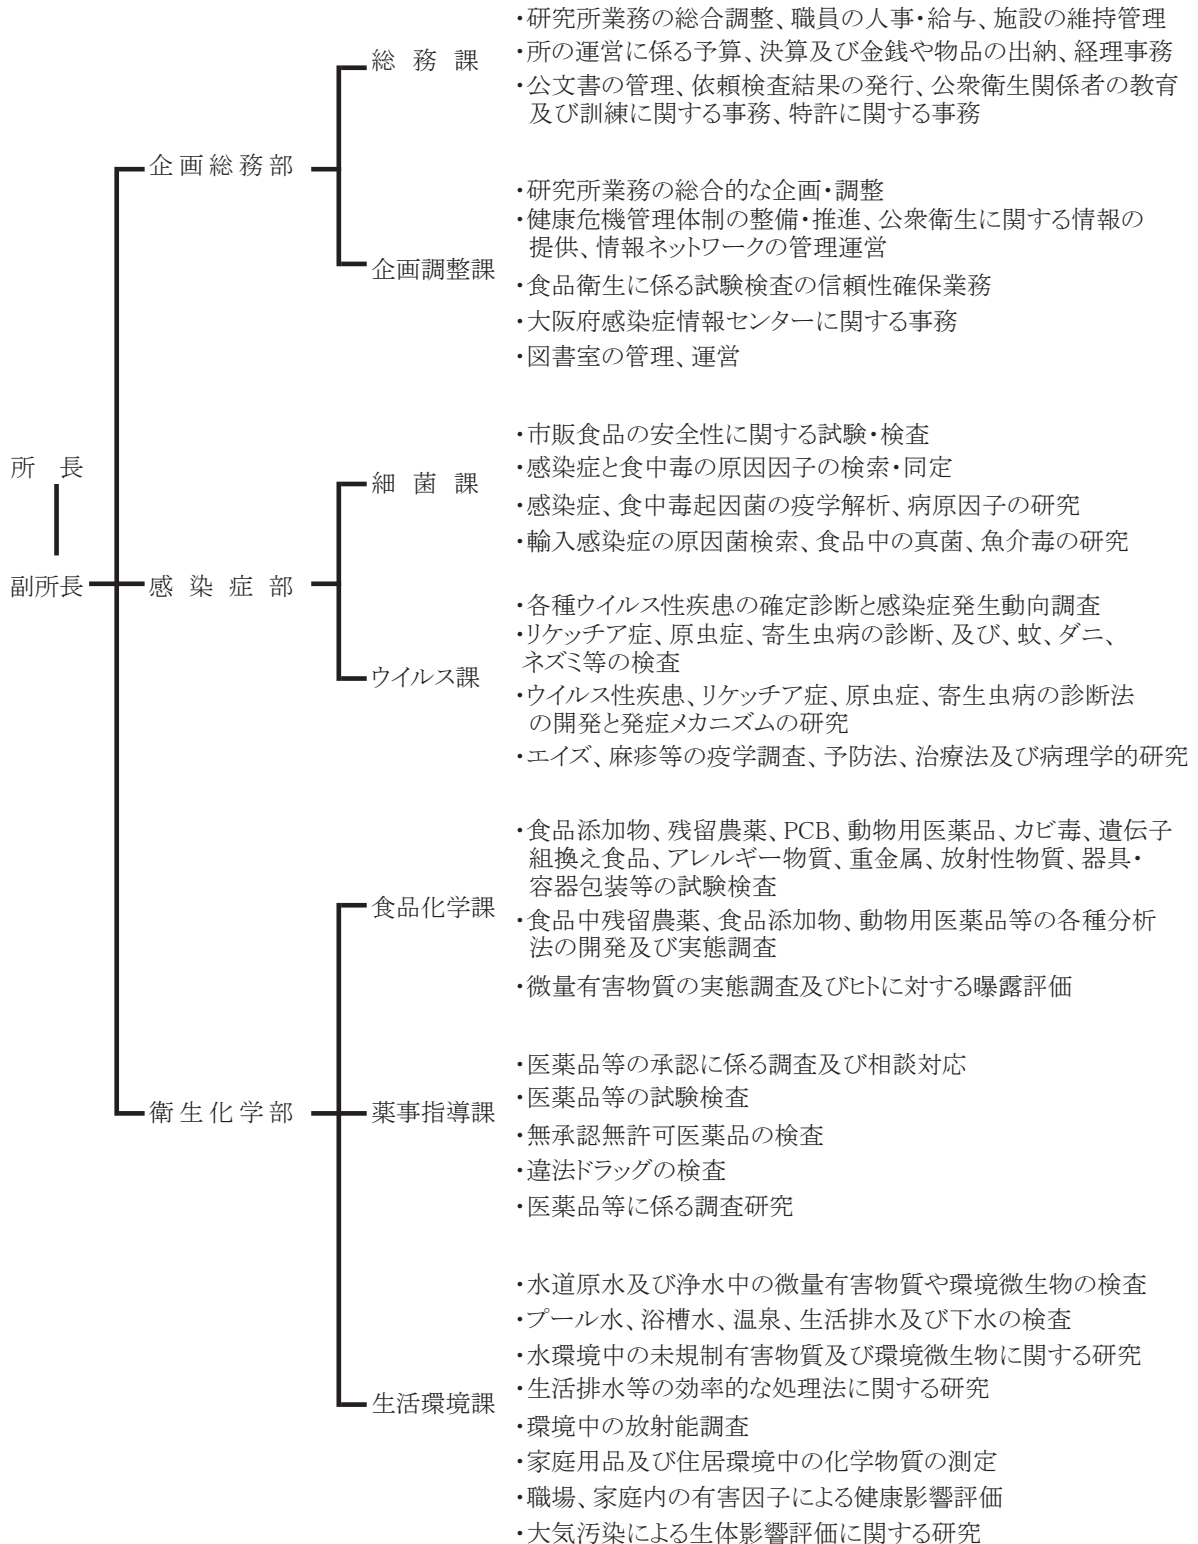 所　長
副所長
企画総務部
総　務　課
・研究所業務の総合調整、職員の人事・給与、施設の維持管理
・所の運営に係る予算、決算及び金銭や物品の出納、経理事務
・公文書の管理、依頼検査結果の発行、公衆衛生関係者の教育
及び訓練に関する事務、特許に関する事務
企画調整課
・研究所業務の総合的な企画・調整
・健康危機管理体制の整備・推進、公衆衛生に関する情報の
提供、情報ネットワークの管理運営
・食品衛生に係る試験検査の信頼性確保業務
・大阪府感染症情報センターに関する事務
・図書室の管理、運営
感　染　症　部
細　菌　課
・市販食品の安全性に関する試験・検査
・感染症と食中毒の原因因子の検索・同定
・感染症、食中毒起因菌の疫学解析、病原因子の研究
・輸入感染症の原因菌検索、食品中の真菌、魚介毒の研究
ウイルス課
・各種ウイルス性疾患の確定診断と感染症発生動向調査
・リケッチア症、原虫症、寄生虫病の診断、及び、蚊、ダニ、
ネズミ等の検査
・ウイルス性疾患、リケッチア症、原虫症、寄生虫病の診断法
の開発と発症メカニズムの研究
・エイズ、麻疹等の疫学調査、予防法、治療法及び病理学的研究
衛生化学部
食品化学課
・食品添加物、残留農薬、PCB、動物用医薬品、カビ毒、遺伝子
組換え食品、アレルギー物質、重金属、放射性物質、器具・
容器包装等の試験検査
・食品中残留農薬、食品添加物、動物用医薬品等の各種分析
法の開発及び実態調査
・微量有害物質の実態調査及びヒトに対する曝露評価
薬事指導課
・医薬品等の承認に係る調査及び相談対応
・医薬品等の試験検査
・無承認無許可医薬品の検査
・違法ドラッグの検査
・医薬品等に係る調査研究
生活環境課
・水道原水及び浄水中の微量有害物質や環境微生物の検査
・プール水、浴槽水、温泉、生活排水及び下水の検査
・水環境中の未規制有害物質及び環境微生物に関する研究
・生活排水等の効率的な処理法に関する研究
・環境中の放射能調査
・家庭用品及び住居環境中の化学物質の測定
・職場、家庭内の有害因子による健康影響評価
・大気汚染による生体影響評価に関する研究